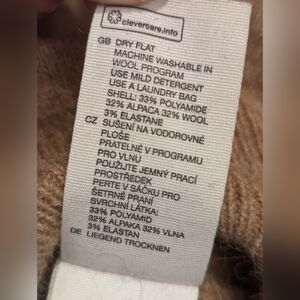 clevercare.info
GB DRY FLAT
MACHINE WASHABLE IN
WOOL PROGRAM
USE MILD DETERGENT
USE A LAUNDRY BAG
SHELL: 33% POLYAMIDE
32% ALPACA 32% WOOL
3% ELASTANE
CZ SUŠENÍ NA VODOROVNÉ
PLOŠE
PRATELNÉ V PROGRAMU
PRO VLNU
POUŽIJTE JEMNÝ PRACÍ
PROSTŘEDEK
PERTE V SÁČKU PRO
ŠETRNÉ PRANÍ
SVRCHNÍ LÁTKA:
33% POLYAMID
32% ALPAKA 32% VLNA
3% ELASTAN
DE LIEGEND TROCKNEN